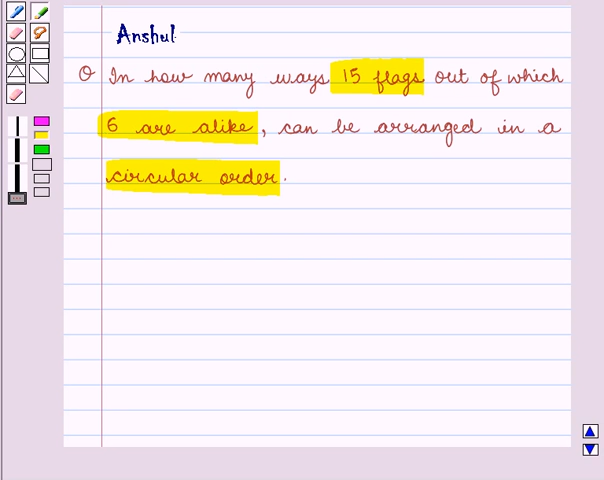 Anshul
Q In how many ways 15 flags out of which
6 are alike, can be arranged in a
circular order.